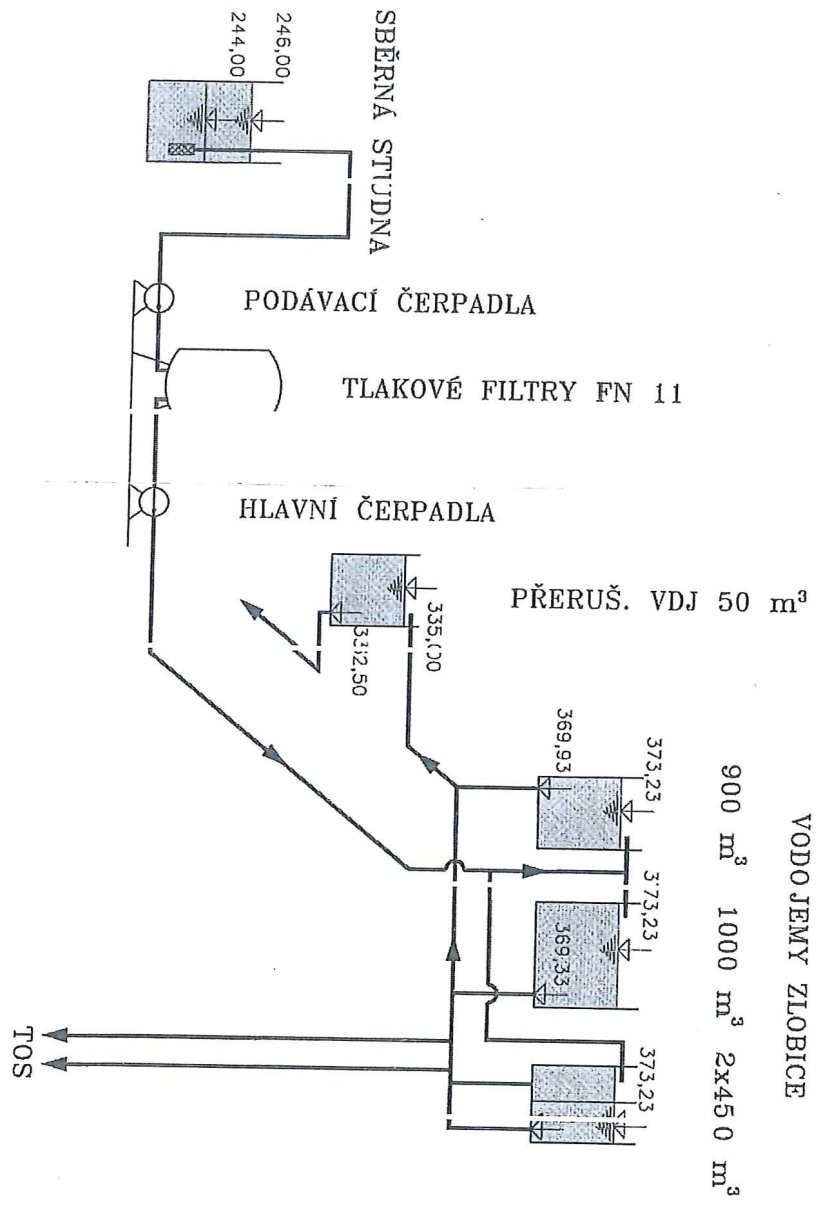 VODOJEMY ZLOBICE
900 m³ 1000 m³ 2x450 m³
373,23
373,23
373,23
369,93
369,33
PŘERUŠ. VDJ 50 m³
335,00
332,50
HLAVNÍ ČERPADLA
TLAKOVÉ FILTRY FN 11
PODÁVACÍ ČERPADLA
SBĚRNÁ STUDNA
246,00
244,00
TOS